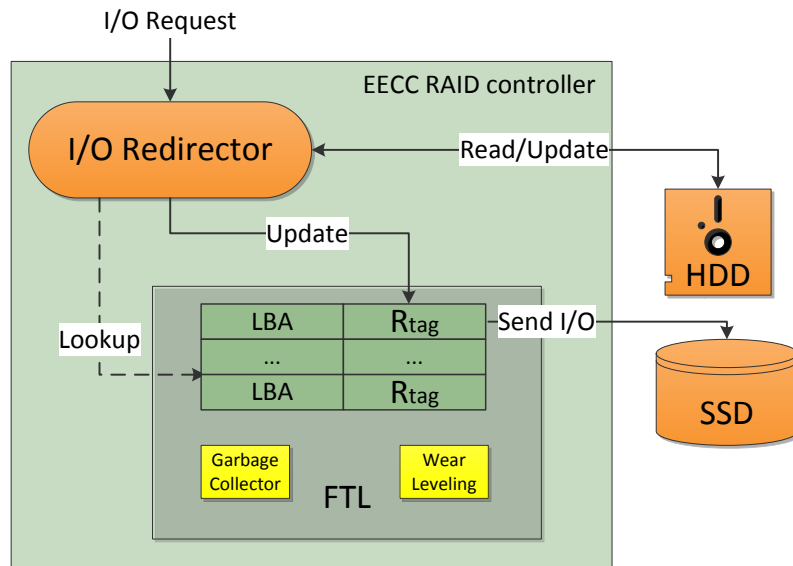 I/O Request
EECC RAID controller
I/O Redirector
Read/Update
HDD
Update
LBA Rtag
Send I/O
... ...
Lookup
LBA Rtag
SSD
Garbage
Collector
Wear
Leveling
FTL